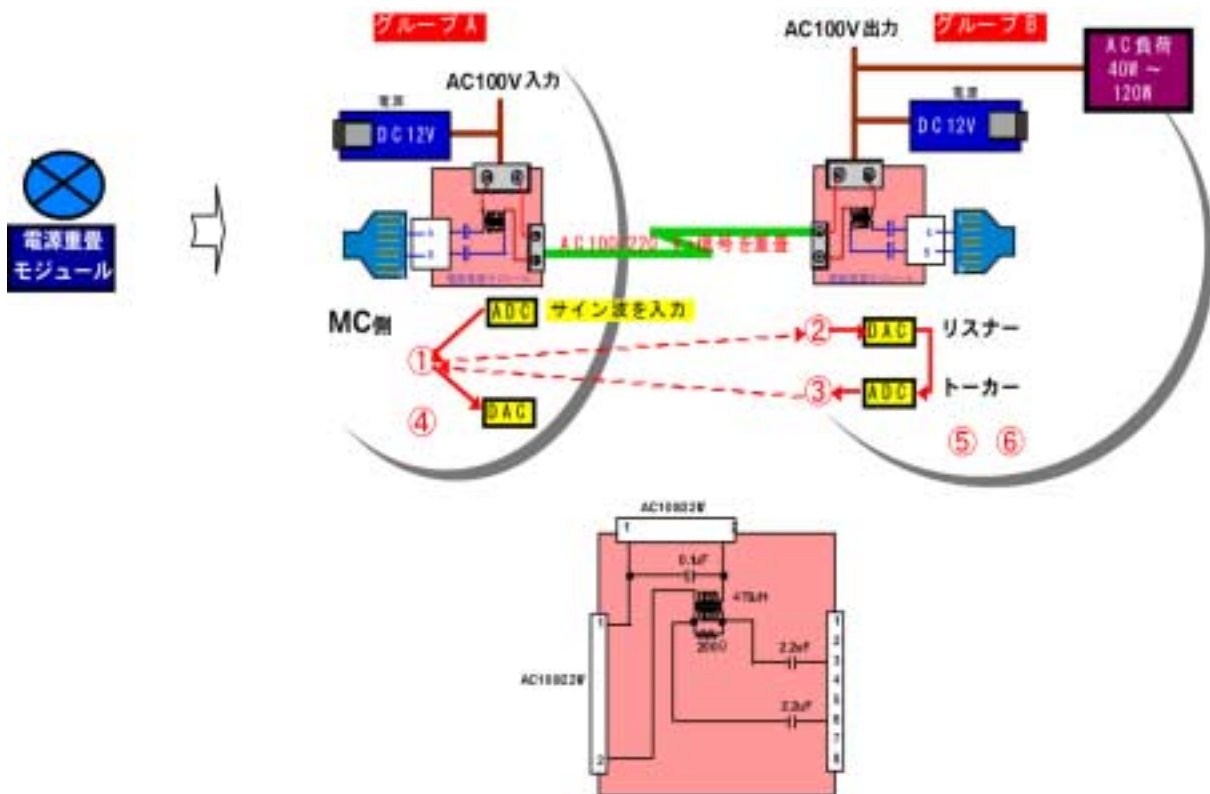 グループA
AC100V出力
グループB
AC負荷
40W ～
120W
AC100V入力
電源
DC12V
電源
DC12V
電源重畳
モジュール
号を重畳
MC側
ADC
サイン波を入力
①
②
DAC
リスナー
③
ADC
トーカー
④
DAC
⑤ ⑥
1
0.1uF
470uH
200Ω
2.2uF
2.2uF
1
2
1
2
3
4
5
6
7
8